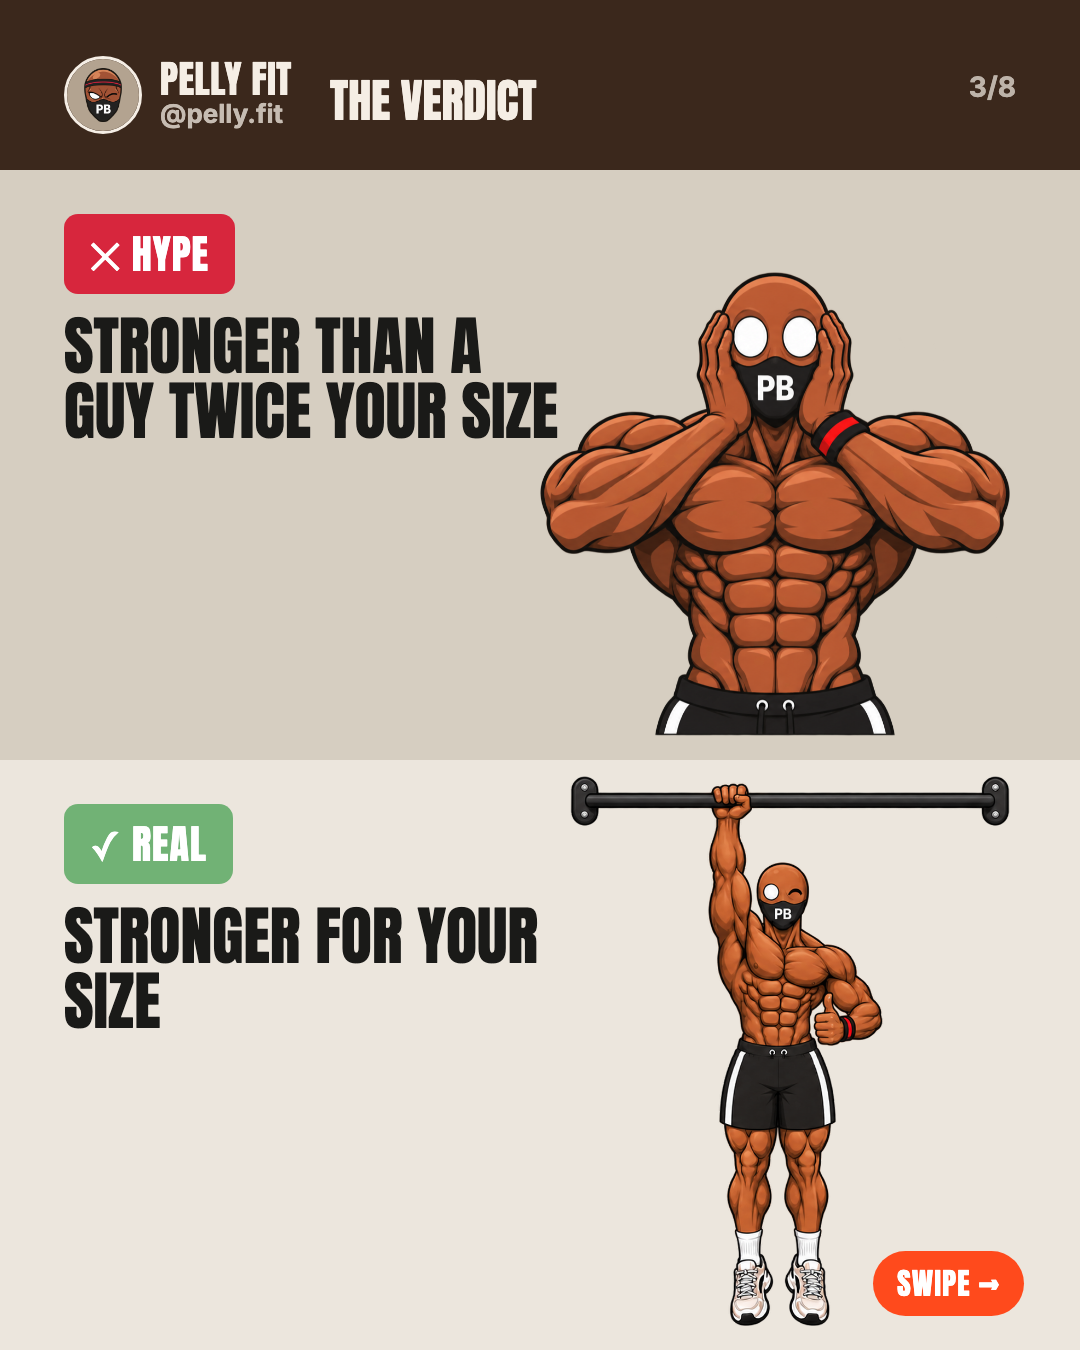 PB
PELLY FIT
@pelly.fit
THE VERDICT
3/8
× HYPE
STRONGER THAN A
GUY TWICE YOUR SIZE
PB
✓ REAL
STRONGER FOR YOUR
SIZE
PB
SWIPE →